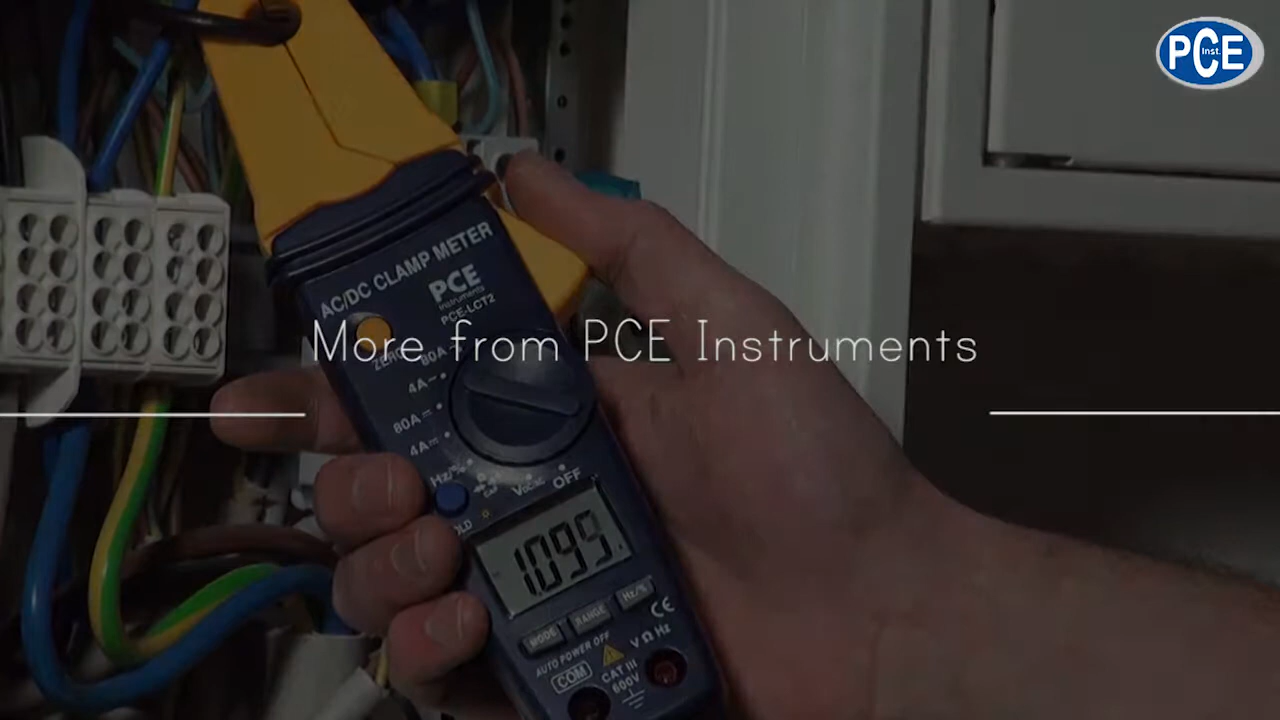 PCE
Inst.
AC/DC CLAMP METER
PCE
Instruments
PCE-LCT2
More from PCE Instruments
ZERO
80A~
4A~
80A
4A
Hz/%
CAP
OFF
1.099
MODE
RANGE
Hz/%
CE
AUTO POWER OFF
V Ω Hz
COM
CAT III
600V